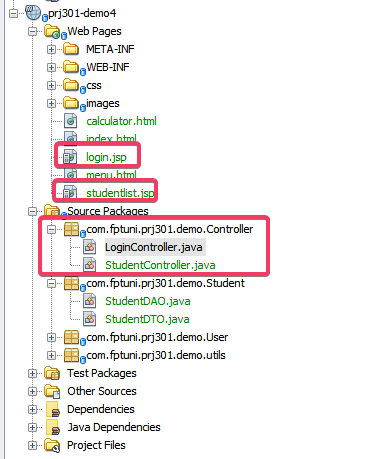 prj301-demo4
Web Pages
META-INF
WEB-INF
css
images
calculator.html
index.html
login.jsp
menu.html
studentlist.jsp
Source Packages
com.fptuni.prj301.demo.Controller
LoginController.java
StudentController.java
com.fptuni.prj301.demo.Student
StudentDAO.java
StudentDTO.java
com.fptuni.prj301.demo.User
com.fptuni.prj301.demo.utils
Test Packages
Other Sources
Dependencies
Java Dependencies
Project Files